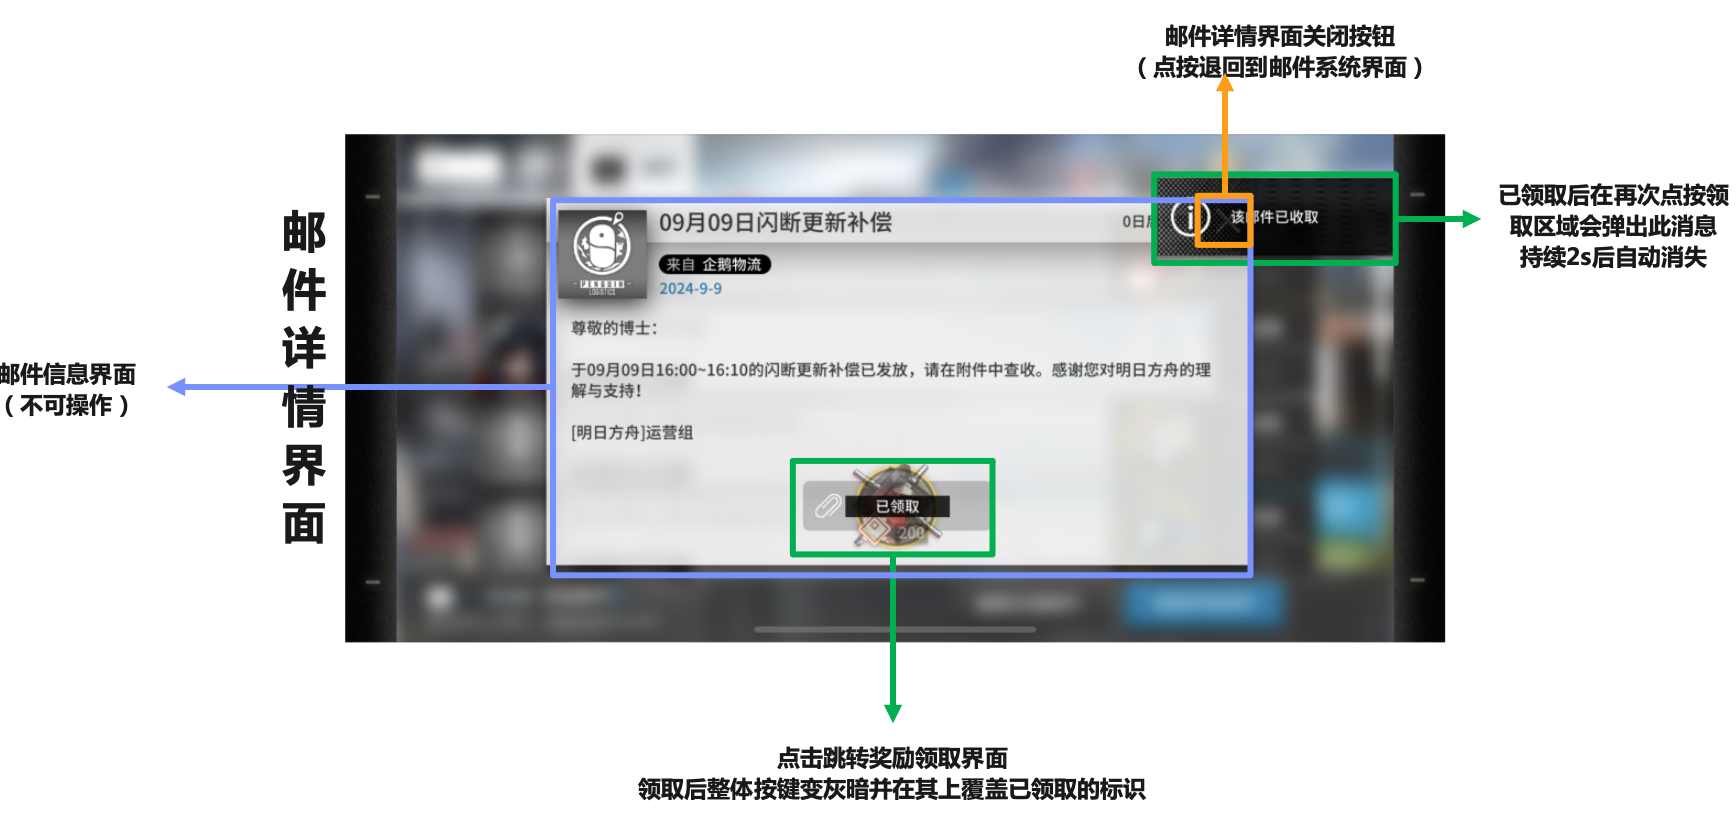 邮件详情界面关闭按钮
（点按退回到邮件系统界面）
09月09日闪断更新补偿
0日
该邮件已收取
来自 企鹅物流
2024-9-9
PENGUIN
LOGISTICS
已领取后在再次点按领
取区域会弹出此消息
持续2s后自动消失
邮件详情界面
尊敬的博士：
于09月09日16:00~16:10的闪断更新补偿已发放，请在附件中查收。感谢您对明日方舟的理
解与支持！
[明日方舟]运营组
邮件信息界面
（不可操作）
已领取
200
点击跳转奖励领取界面
领取后整体按键变灰暗并在其上覆盖已领取的标识